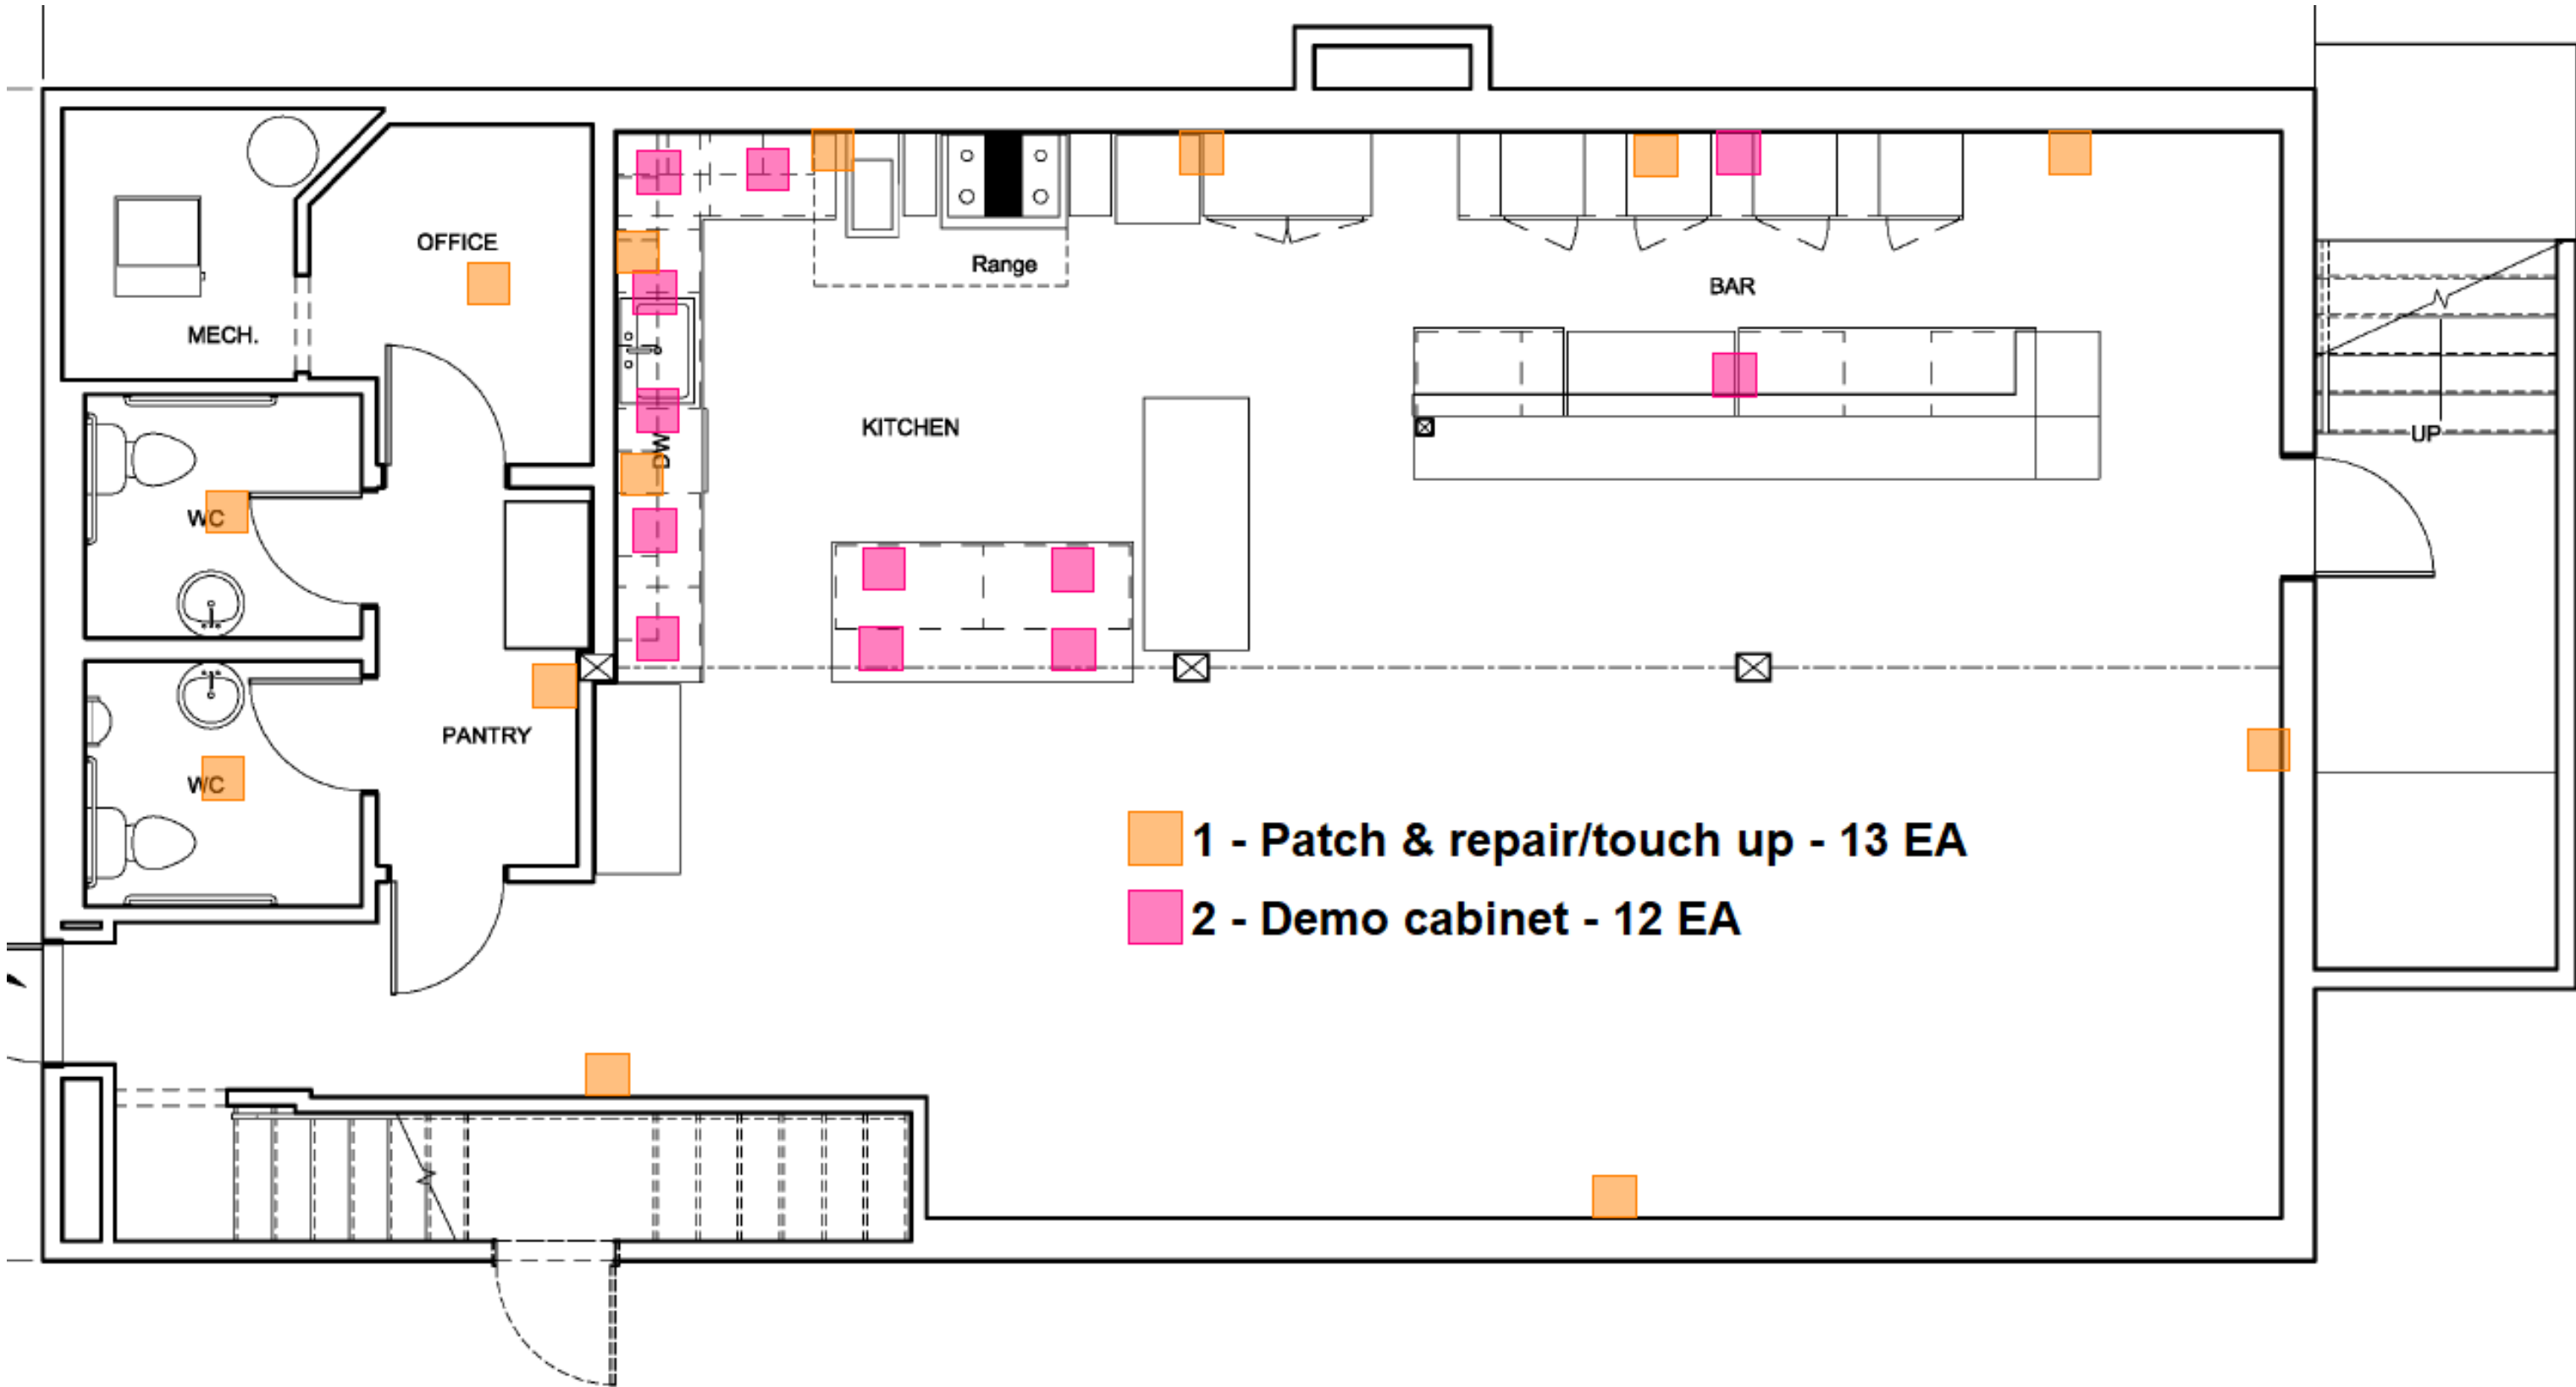 OFFICE
Range
BAR
MECH.
KITCHEN
UP
DW
WC
PANTRY
WC
1 - Patch & repair/touch up - 13 EA
2 - Demo cabinet - 12 EA